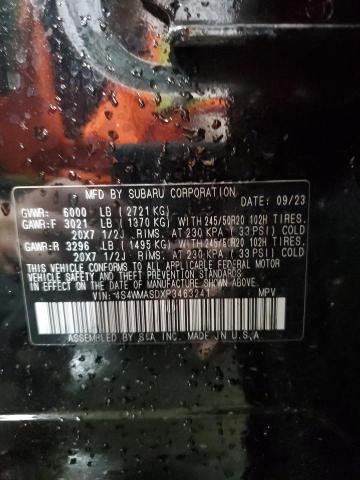 MFD BY SUBARU CORPORATION DATE: 09/23
GVWR: 6000 LB (2721 KG)
GAWR:F 3021 LB (1370 KG) WITH 245/50R20 102H TIRES.
20X7 1/2J RIMS. AT 230 KPA (33 PSI) COLD
GAWR:R 3296 LB (1495 KG) WITH 245/50R20 102H TIRES.
20X7 1/2J RIMS. AT 230 KPA (33 PSI) COLD
THIS VEHICLE CONFORMS TO ALL APPLICABLE FEDERAL MOTOR
VEHICLE SAFETY STANDARDS
IN EFFECT ON THE DATE OF MANUFACTURE SHOWN ABOVE.
VIN: 4S4WMASDXP3463241 MPV
ASSEMBLED BY SIA INC. MADE IN U.S.A